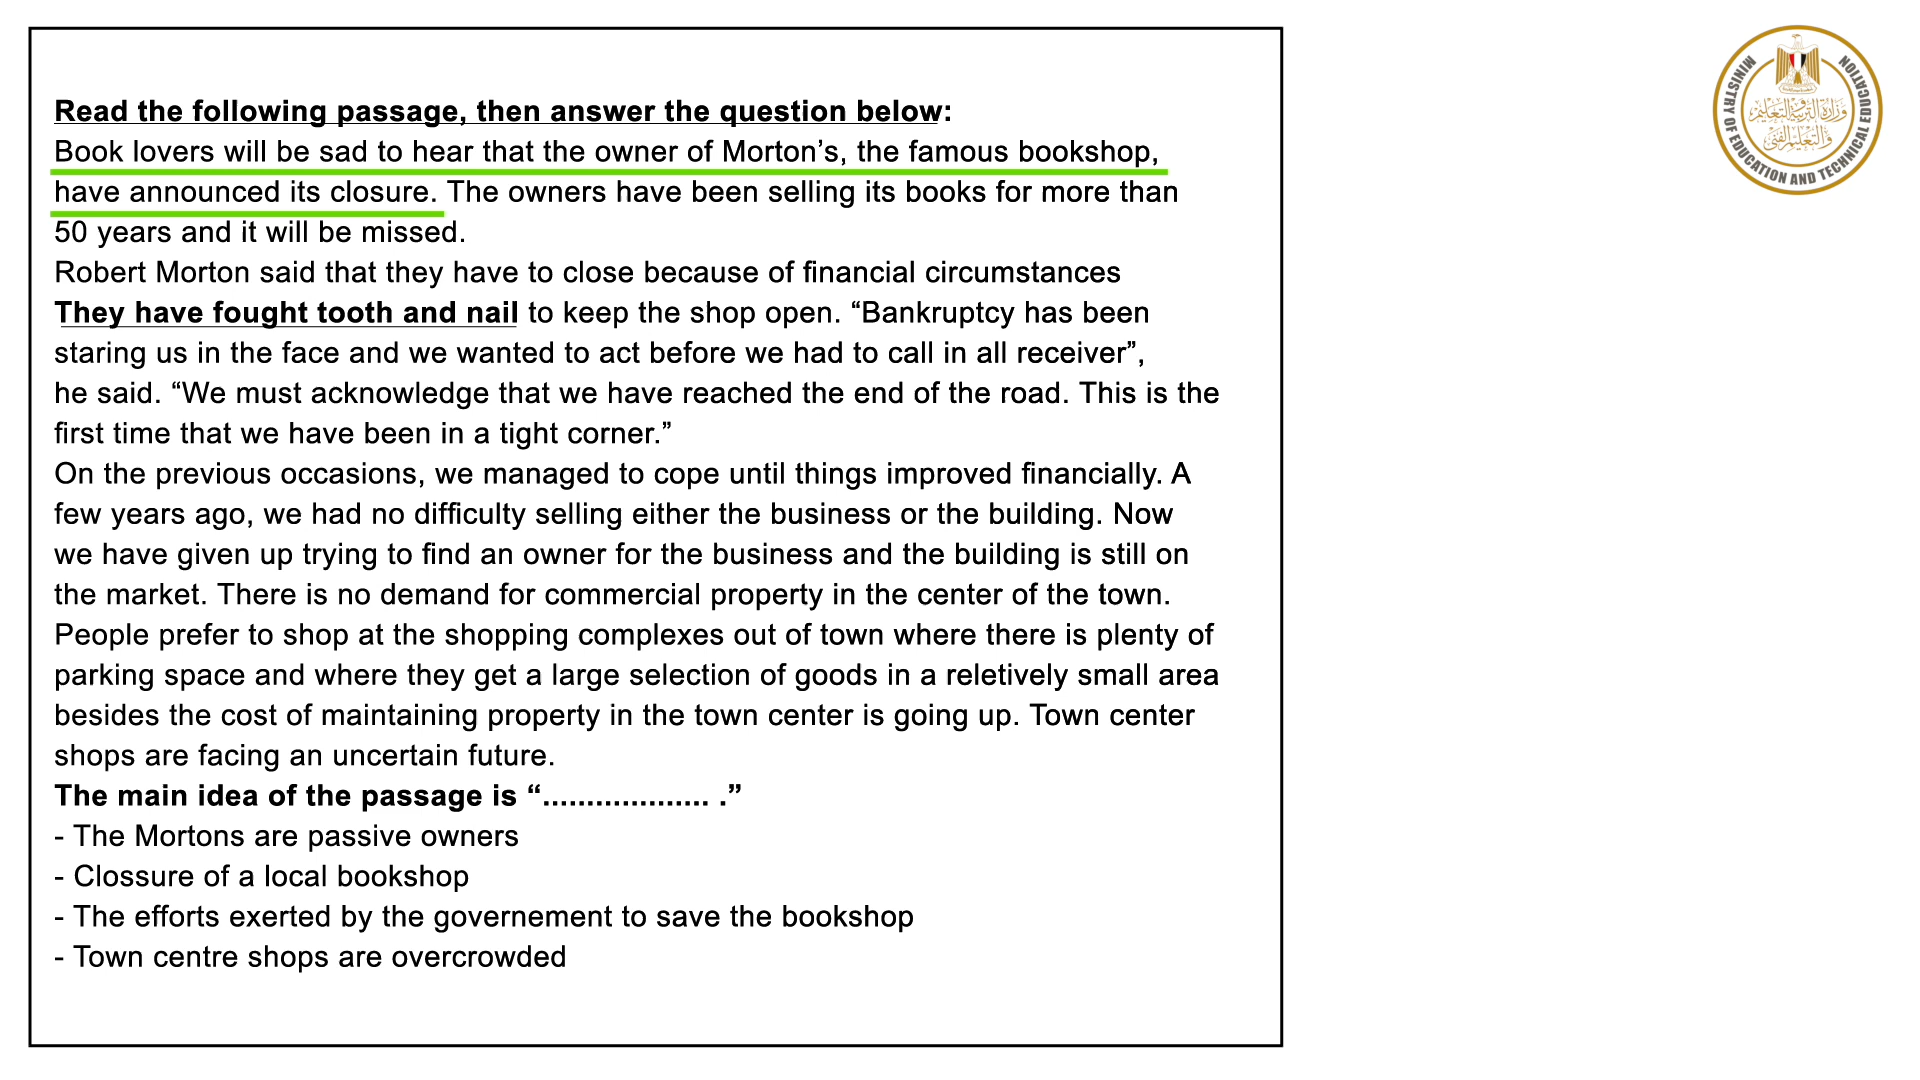 Read the following passage, then answer the question below:
Book lovers will be sad to hear that the owner of Morton’s, the famous bookshop,
have announced its closure. The owners have been selling its books for more than
50 years and it will be missed.
Robert Morton said that they have to close because of financial circumstances
They have fought tooth and nail to keep the shop open. “Bankruptcy has been
staring us in the face and we wanted to act before we had to call in all receiver”,
he said. “We must acknowledge that we have reached the end of the road. This is the
first time that we have been in a tight corner.”
On the previous occasions, we managed to cope until things improved financially. A
few years ago, we had no difficulty selling either the business or the building. Now
we have given up trying to find an owner for the business and the building is still on
the market. There is no demand for commercial property in the center of the town.
People prefer to shop at the shopping complexes out of town where there is plenty of
parking space and where they get a large selection of goods in a reletively small area
besides the cost of maintaining property in the town center is going up. Town center
shops are facing an uncertain future.
The main idea of the passage is “................... .”
- The Mortons are passive owners
- Clossure of a local bookshop
- The efforts exerted by the governement to save the bookshop
- Town centre shops are overcrowded
وزارة التربية والتعليم
والتعليم الفني
MINISTRY OF EDUCATION AND TECHNICAL EDUCATION